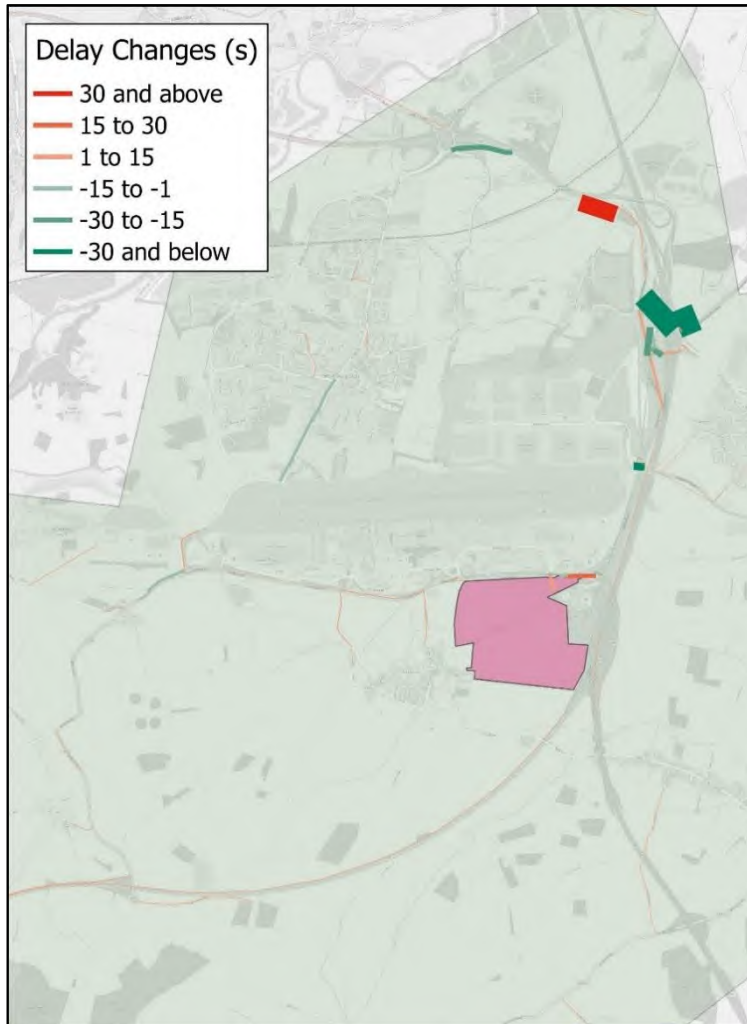 Delay Changes (s)
30 and above
15 to 30
1 to 15
-15 to -1
-30 to -15
-30 and below